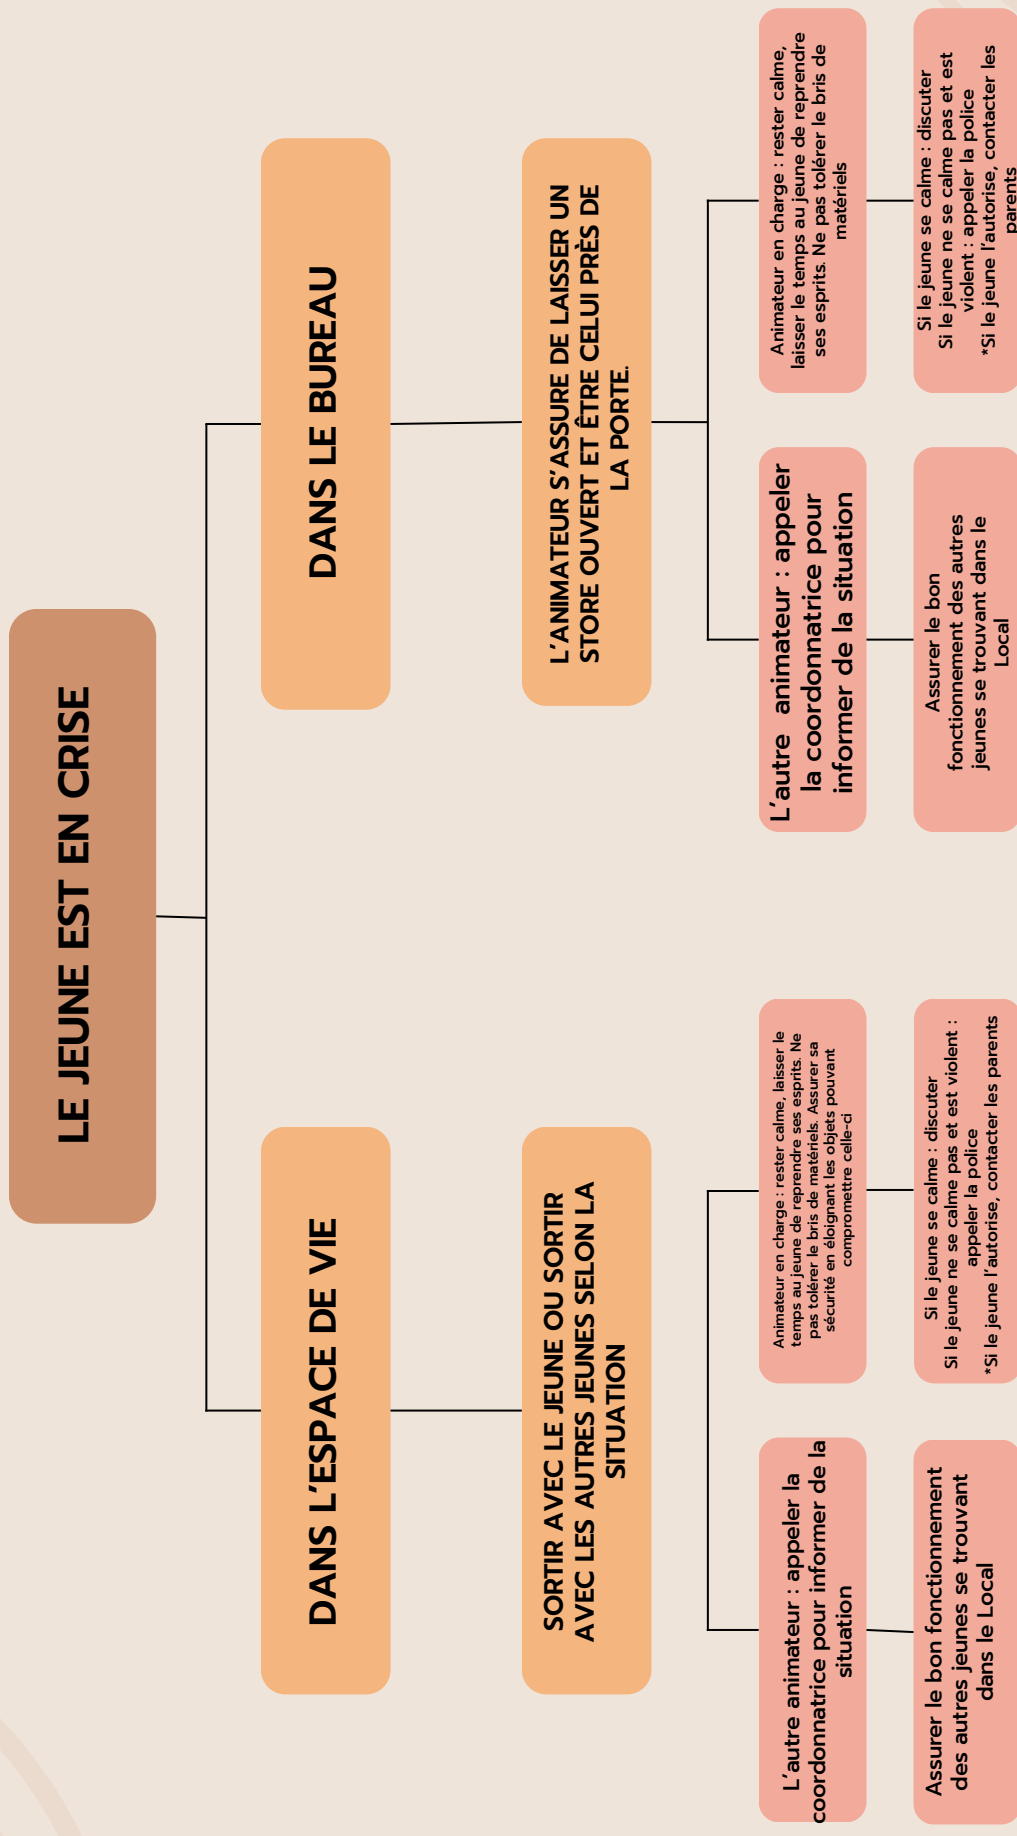 LE JEUNE EST EN CRISE
DANS L'ESPACE DE VIE
DANS LE BUREAU
SORTIR AVEC LE JEUNE OU SORTIR
AVEC LES AUTRES JEUNES SELON LA
SITUATION
L'ANIMATEUR S'ASSURE DE LAISSER UN
STORE OUVERT ET ÊTRE CELUI PRÈS DE
LA PORTE.
L'autre animateur : appeler la
coordonnatrice pour informer de la
situation
Animateur en charge : rester calme, laisser le
temps au jeune de reprendre ses esprits. Ne
pas tolérer le bris de matériels. Assurer sa
sécurité en éloignant les objets pouvant
compromettre celle-ci
L'autre animateur : appeler
la coordonnatrice pour
informer de la situation
Animateur en charge : rester calme,
laisser le temps au jeune de reprendre
ses esprits. Ne pas tolérer le bris de
matériels
Assurer le bon fonctionnement
des autres jeunes se trouvant
dans le Local
Si le jeune se calme : discuter
Si le jeune ne se calme pas et est violent :
appeler la police
*Si le jeune l'autorise, contacter les parents
Assurer le bon
fonctionnement des autres
jeunes se trouvant dans le
Local
Si le jeune se calme : discuter
Si le jeune ne se calme pas et est
violent : appeler la police
*Si le jeune l'autorise, contacter les
parents